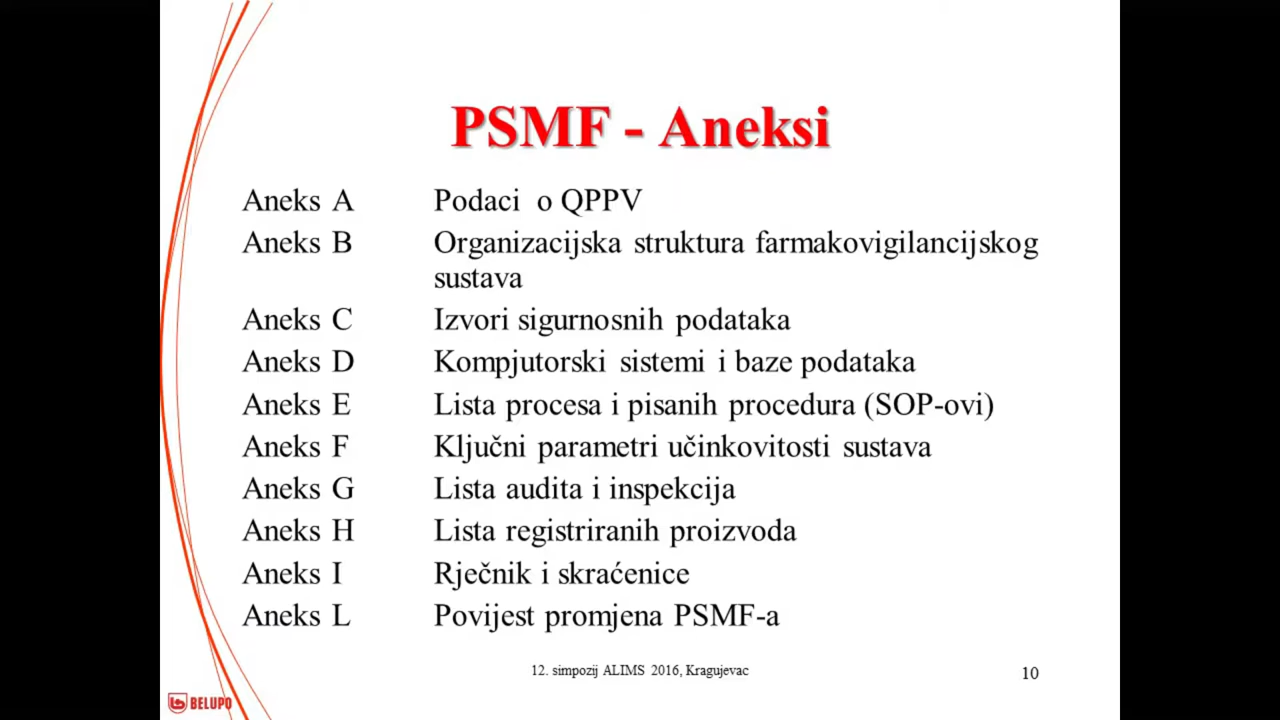 PSMF - Aneksi
Aneks A Podaci o QPPV
Aneks B Organizacijska struktura farmakovigilancijskog
sustava
Aneks C Izvori sigurnosnih podataka
Aneks D Kompjutorski sistemi i baze podataka
Aneks E Lista procesa i pisanih procedura (SOP-ovi)
Aneks F Ključni parametri učinkovitosti sustava
Aneks G Lista audita i inspekcija
Aneks H Lista registriranih proizvoda
Aneks I Rječnik i skraćenice
Aneks L Povijest promjena PSMF-a
12. simpozij ALIMS 2016, Kragujevac
10
BELUPO